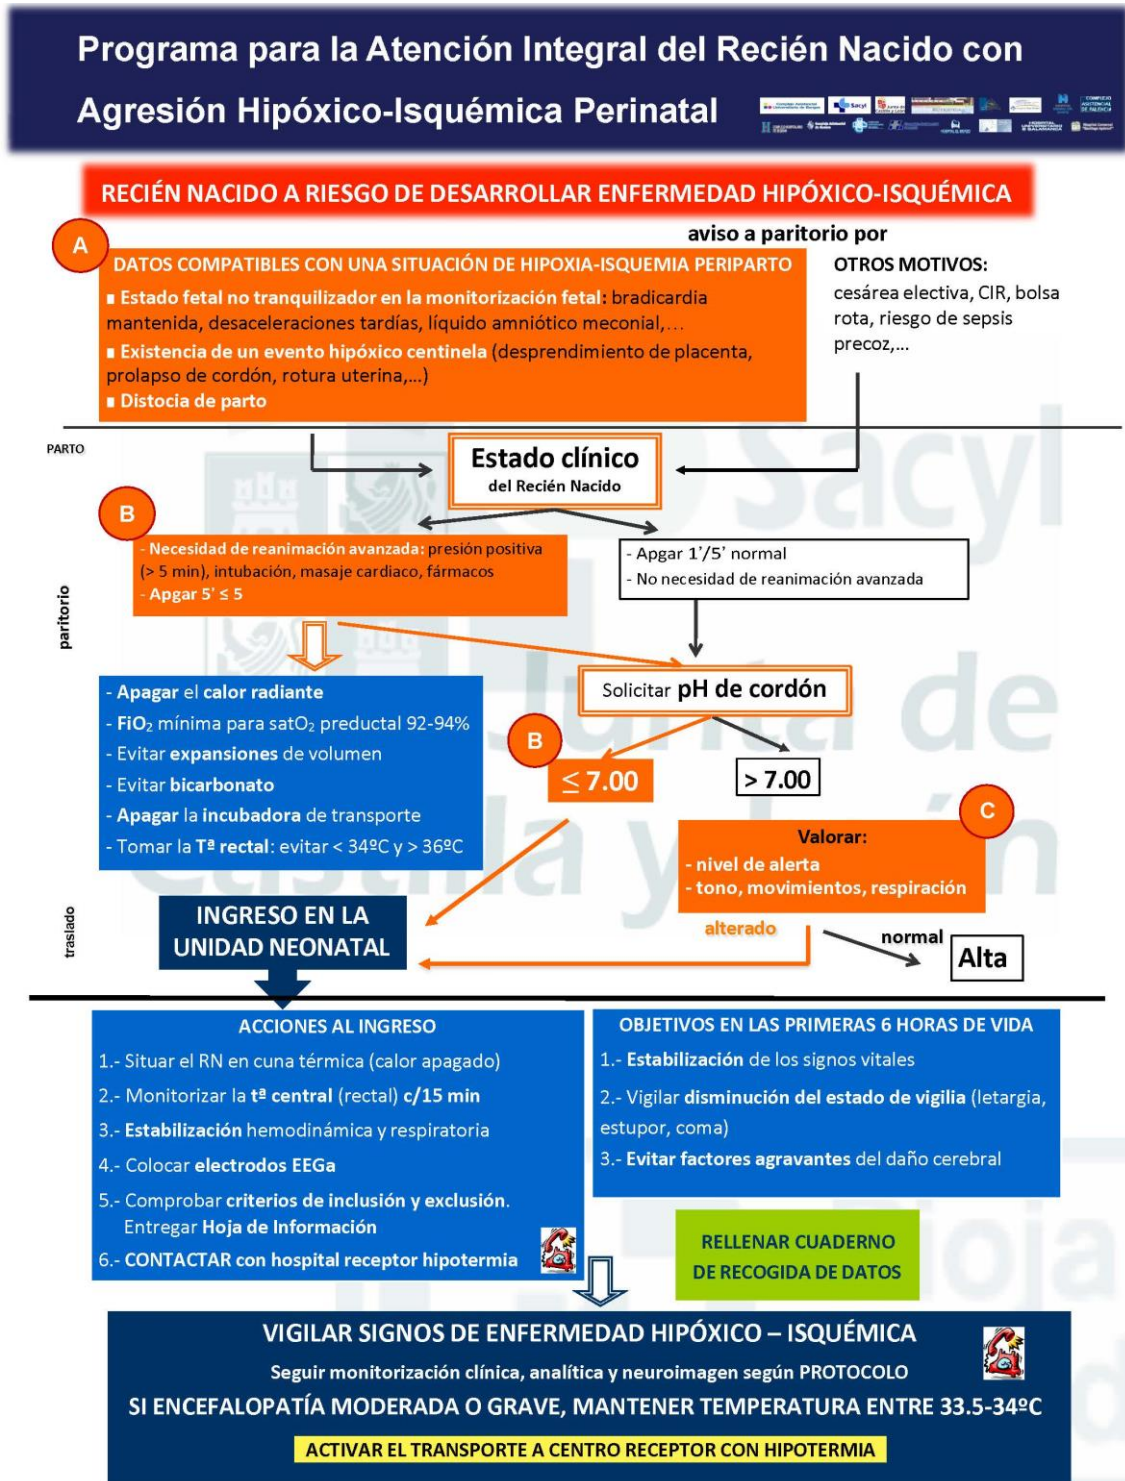 Programa para la Atención Integral del Recién Nacido con
Agresión Hipóxico-Isquémica Perinatal
Sacyl
RECIÉN NACIDO A RIESGO DE DESARROLLAR ENFERMEDAD HIPÓXICO-ISQUÉMICA
aviso a paritorio por
A
DATOS COMPATIBLES CON UNA SITUACIÓN DE HIPOXIA-ISQUEMIA PERIPARTO
▪ Estado fetal no tranquilizador en la monitorización fetal: bradicardia
mantenida, desaceleraciones tardías, líquido amniótico meconial,...
▪ Existencia de un evento hipóxico centinela (desprendimiento de placenta,
prolapso de cordón, rotura uterina,...)
▪ Distocia de parto
OTROS MOTIVOS:
cesárea electiva, CIR, bolsa
rota, riesgo de sepsis
precoz,...
PARTO
Estado clínico
del Recién Nacido
B
- Necesidad de reanimación avanzada: presión positiva
(> 5 min), intubación, masaje cardiaco, fármacos
- Apgar 5' ≤ 5
- Apgar 1'/5' normal
- No necesidad de reanimación avanzada
paritorio
- Apagar el calor radiante
- FiO₂ mínima para satO₂ preductal 92-94%
- Evitar expansiones de volumen
- Evitar bicarbonato
- Apagar la incubadora de transporte
- Tomar la Tª rectal: evitar < 34ºC y > 36ºC
Solicitar pH de cordón
B
≤ 7.00
> 7.00
C
Valorar:
- nivel de alerta
- tono, movimientos, respiración
alterado
normal
Alta
traslado
INGRESO EN LA
UNIDAD NEONATAL
ACCIONES AL INGRESO
1.- Situar el RN en cuna térmica (calor apagado)
2.- Monitorizar la tª central (rectal) c/15 min
3.- Estabilización hemodinámica y respiratoria
4.- Colocar electrodos EEGa
5.- Comprobar criterios de inclusión y exclusión.
Entregar Hoja de Información
6.- CONTACTAR con hospital receptor hipotermia
OBJETIVOS EN LAS PRIMERAS 6 HORAS DE VIDA
1.- Estabilización de los signos vitales
2.- Vigilar disminución del estado de vigilia (letargia,
estupor, coma)
3.- Evitar factores agravantes del daño cerebral
RELLENAR CUADERNO
DE RECOGIDA DE DATOS
VIGILAR SIGNOS DE ENFERMEDAD HIPÓXICO – ISQUÉMICA
Seguir monitorización clínica, analítica y neuroimagen según PROTOCOLO
SI ENCEFALOPATÍA MODERADA O GRAVE, MANTENER TEMPERATURA ENTRE 33.5-34ºC
ACTIVAR EL TRANSPORTE A CENTRO RECEPTOR CON HIPOTERMIA
Sacyl
Junta de
Castilla y León
Rioja